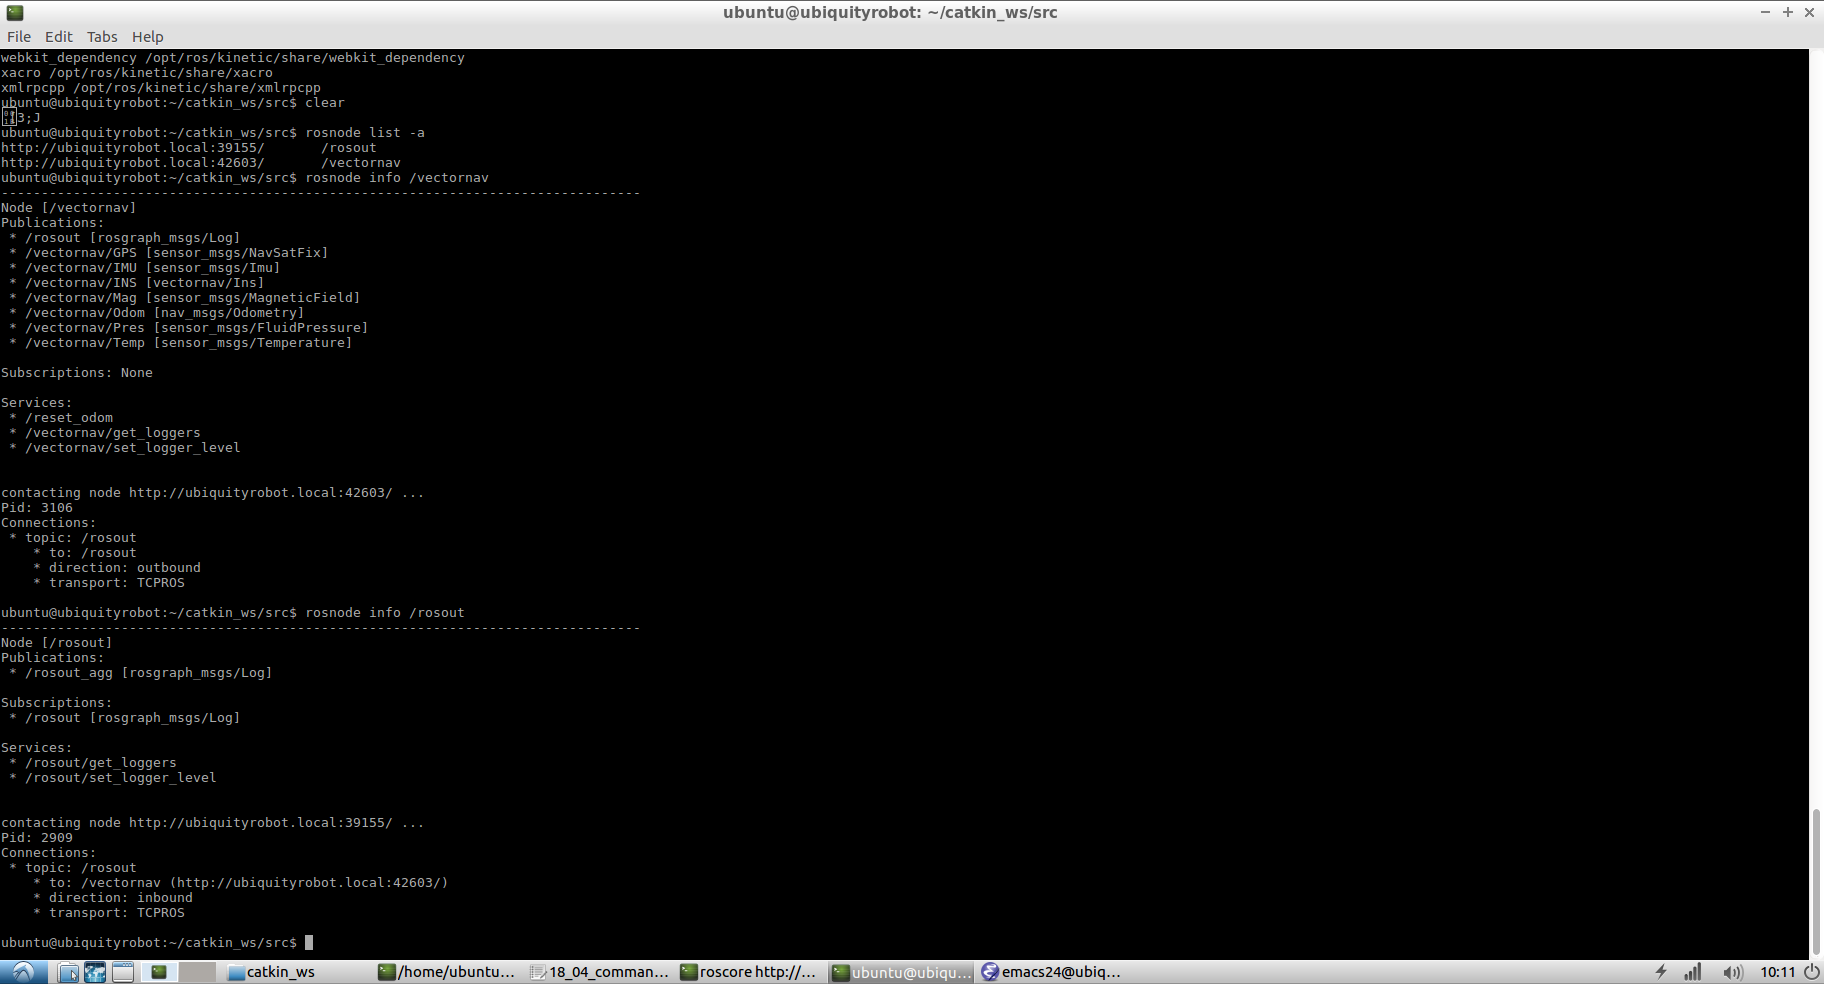 ubuntu@ubiquityrobot: ~/catkin_ws/src
File Edit Tabs Help
webkit_dependency /opt/ros/kinetic/share/webkit_dependency
xacro /opt/ros/kinetic/share/xacro
xmlrpcpp /opt/ros/kinetic/share/xmlrpcpp
ubuntu@ubiquityrobot:~/catkin_ws/src$ clear
3;J
ubuntu@ubiquityrobot:~/catkin_ws/src$ rosnode list -a
http://ubiquityrobot.local:39155/ /rosout
http://ubiquityrobot.local:42603/ /vectornav
ubuntu@ubiquityrobot:~/catkin_ws/src$ rosnode info /vectornav
--------------------------------------------------------------------------------
Node [/vectornav]
Publications:
 * /rosout [rosgraph_msgs/Log]
 * /vectornav/GPS [sensor_msgs/NavSatFix]
 * /vectornav/IMU [sensor_msgs/Imu]
 * /vectornav/INS [vectornav/Ins]
 * /vectornav/Mag [sensor_msgs/MagneticField]
 * /vectornav/Odom [nav_msgs/Odometry]
 * /vectornav/Pres [sensor_msgs/FluidPressure]
 * /vectornav/Temp [sensor_msgs/Temperature]
Subscriptions: None
Services:
 * /reset_odom
 * /vectornav/get_loggers
 * /vectornav/set_logger_level
contacting node http://ubiquityrobot.local:42603/ ...
Pid: 3106
Connections:
 * topic: /rosout
    * to: /rosout
    * direction: outbound
    * transport: TCPROS
ubuntu@ubiquityrobot:~/catkin_ws/src$ rosnode info /rosout
--------------------------------------------------------------------------------
Node [/rosout]
Publications:
 * /rosout_agg [rosgraph_msgs/Log]
Subscriptions:
 * /rosout [rosgraph_msgs/Log]
Services:
 * /rosout/get_loggers
 * /rosout/set_logger_level
contacting node http://ubiquityrobot.local:39155/ ...
Pid: 2909
Connections:
 * topic: /rosout
    * to: /vectornav (http://ubiquityrobot.local:42603/)
    * direction: inbound
    * transport: TCPROS
ubuntu@ubiquityrobot:~/catkin_ws/src$
catkin_ws /home/ubuntu... 18_04_comman... roscore http://... ubuntu@ubiqu... emacs24@ubiq... 10:11